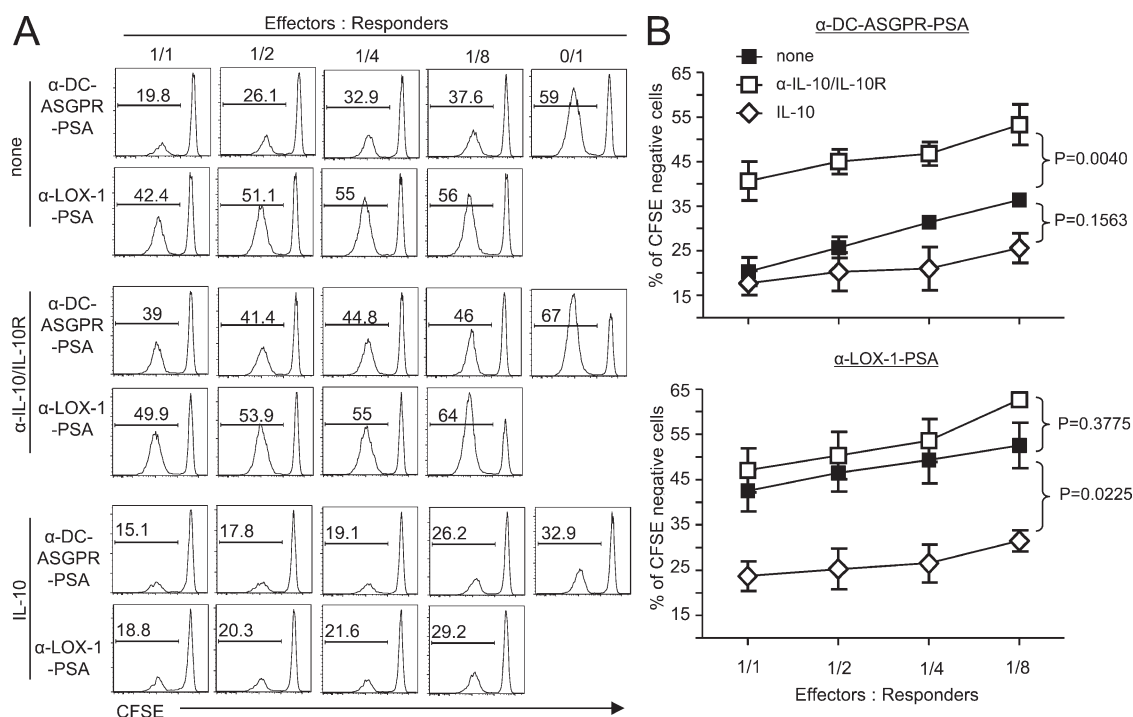 A
Effectors : Responders
1/1 1/2 1/4 1/8 0/1
none
α-DC-
ASGPR
-PSA
19.8 26.1 32.9 37.6 59
α-LOX-1
-PSA
42.4 51.1 55 56
α-IL-10/IL-10R
α-DC-
ASGPR
-PSA
39 41.4 44.8 46 67
α-LOX-1
-PSA
49.9 53.9 55 64
IL-10
α-DC-
ASGPR
-PSA
15.1 17.8 19.1 26.2 32.9
α-LOX-1
-PSA
18.8 20.3 21.6 29.2
CFSE
B
α-DC-ASGPR-PSA
none
α-IL-10/IL-10R
IL-10
% of CFSE negative cells
65
55
45
35
25
15
P=0.0040
P=0.1563
α-LOX-1-PSA
% of CFSE negative cells
65
55
45
35
25
15
P=0.3775
P=0.0225
1/1 1/2 1/4 1/8
Effectors : Responders